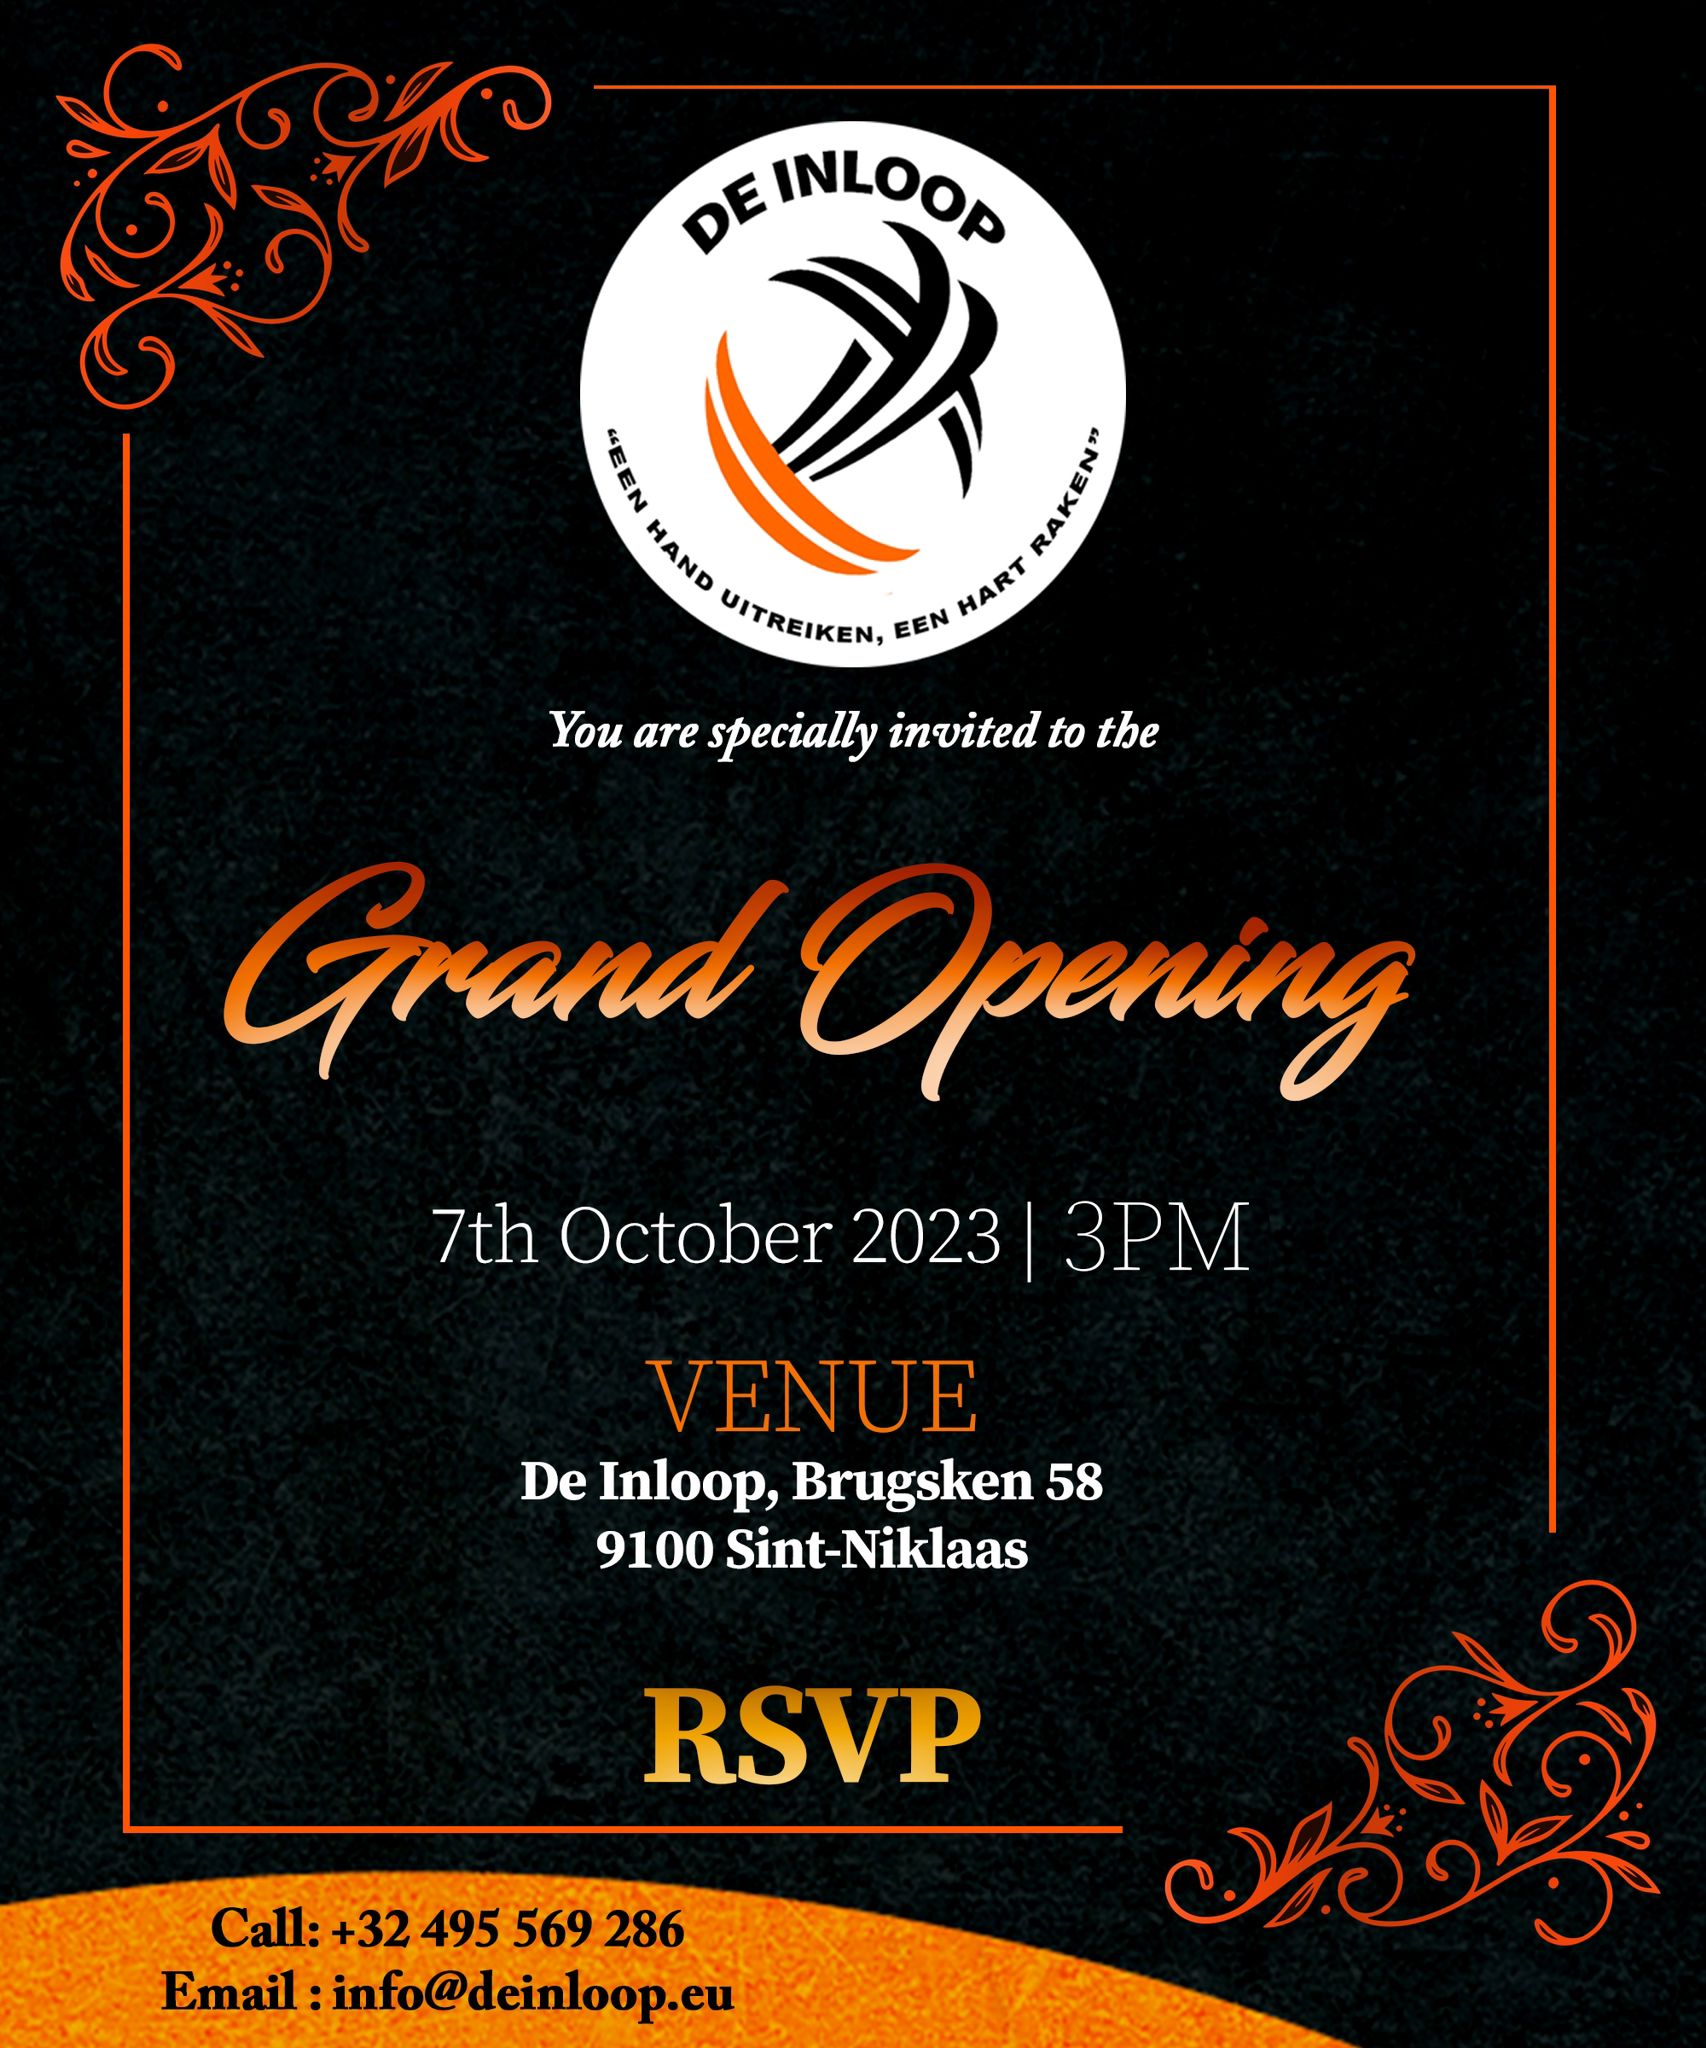 DE INLOOP
“EEN HAND UITREIKEN, EEN HART RAKEN”
You are specially invited to the
Grand Opening
7th October 2023 | 3PM
VENUE
De Inloop, Brugsken 58
9100 Sint-Niklaas
RSVP
Call: +32 495 569 286
Email : info@deinloop.eu